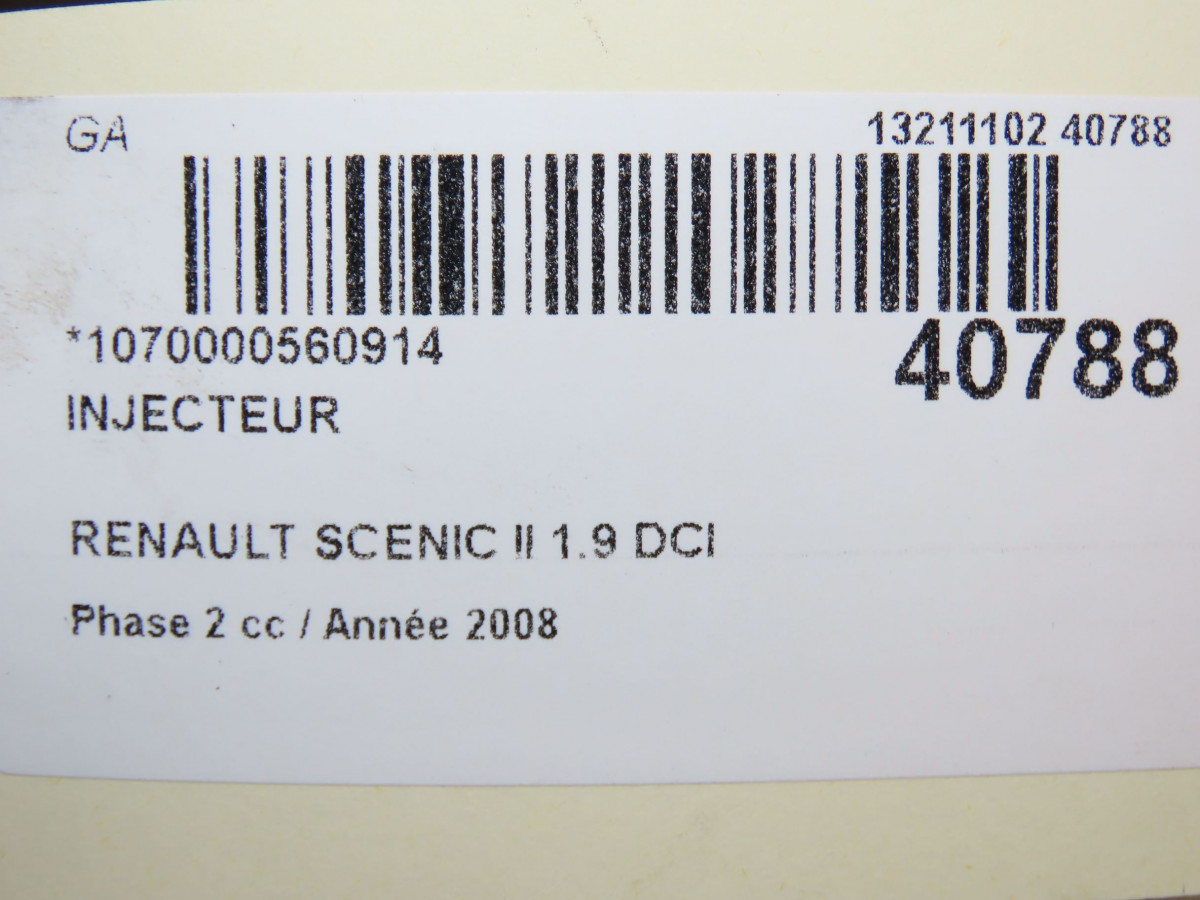 GA
13211102 40788
*1070000560914
40788
INJECTEUR
RENAULT SCENIC II 1.9 DCI
Phase 2 cc / Année 2008